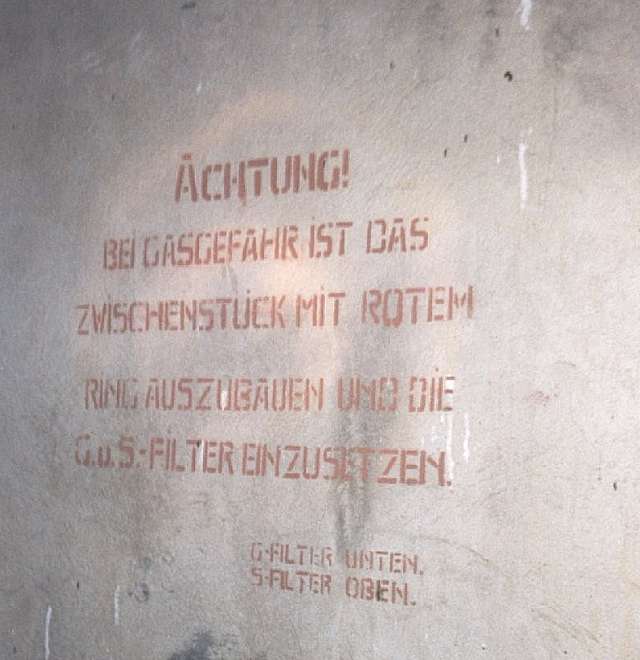 ACHTUNG!
BEI GASGEFAHR IST DAS
ZWISCHENSTÜCK MIT ROTEM
RING AUSZUBAUEN UND DIE
G.u.S.-FILTER EINZUSETZEN.
G-FILTER UNTEN.
S-FILTER OBEN.